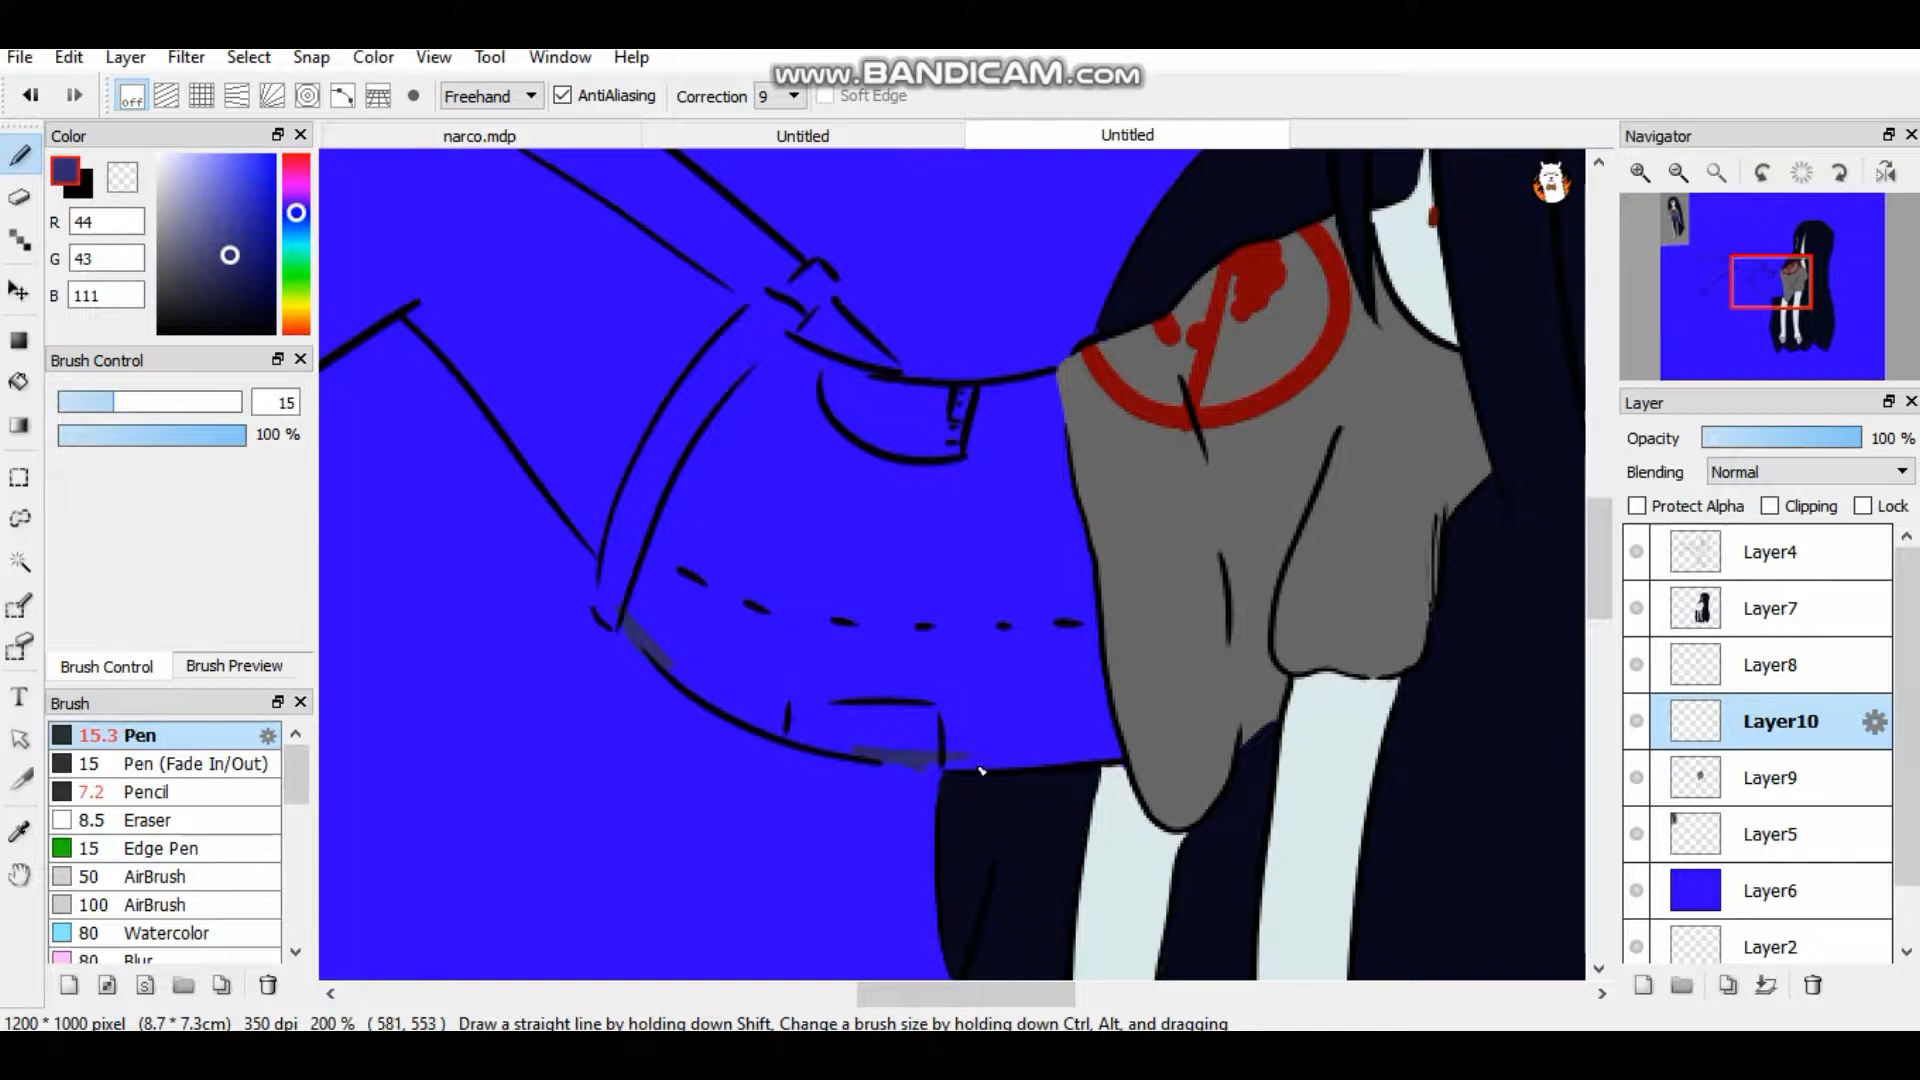 File Edit Layer Filter Select Snap Color View Tool Window Help
www.BANDICAM.com
off Freehand AntiAliasing Correction 9 Soft Edge
Color
narco.mdp Untitled Untitled
Navigator
R 44
G 43
B 111
Brush Control
15
100 %
Layer
Opacity 100 %
Blending Normal
Protect Alpha Clipping Lock
Layer4
Layer7
Layer8
Layer10
Layer9
Layer5
Layer6
Layer2
Brush Control Brush Preview
Brush
15.3 Pen
15 Pen (Fade In/Out)
7.2 Pencil
8.5 Eraser
15 Edge Pen
50 AirBrush
100 AirBrush
80 Watercolor
80 Blur
1200 * 1000 pixel (8.7 * 7.3cm) 350 dpi 200 % ( 581, 553 ) Draw a straight line by holding down Shift, Change a brush size by holding down Ctrl, Alt, and dragging